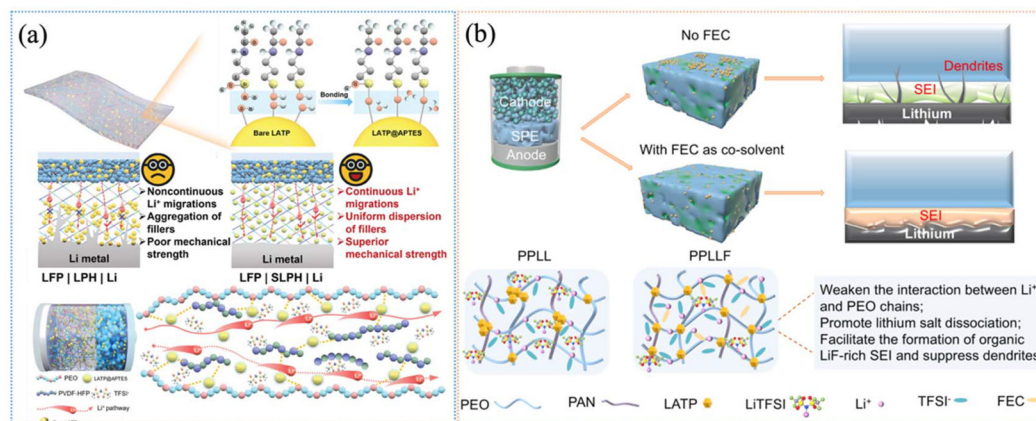 (a)
Bonding
Bare LATP
LATP@APTES
Noncontinuous
Li⁺ migrations
Aggregation of
fillers
Poor mechanical
strength
Continuous Li⁺
migrations
Uniform dispersion
of fillers
Superior
mechanical strength
Li metal
Li metal
LFP | LPH | Li
LFP | SLPH | Li
PEO
LATP@APTES
PVDF-HFP
TFSI⁻
Li⁺ pathway
(b)
No FEC
Cathode
SPE
Anode
With FEC as co-solvent
Dendrites
SEI
Lithium
SEI
Lithium
PPLL
PPLLF
Weaken the interaction between Li⁺
and PEO chains;
Promote lithium salt dissociation;
Facilitate the formation of organic
LiF-rich SEI and suppress dendrites
PEO
PAN
LATP
LiTFSI
Li⁺
TFSI⁻
FEC